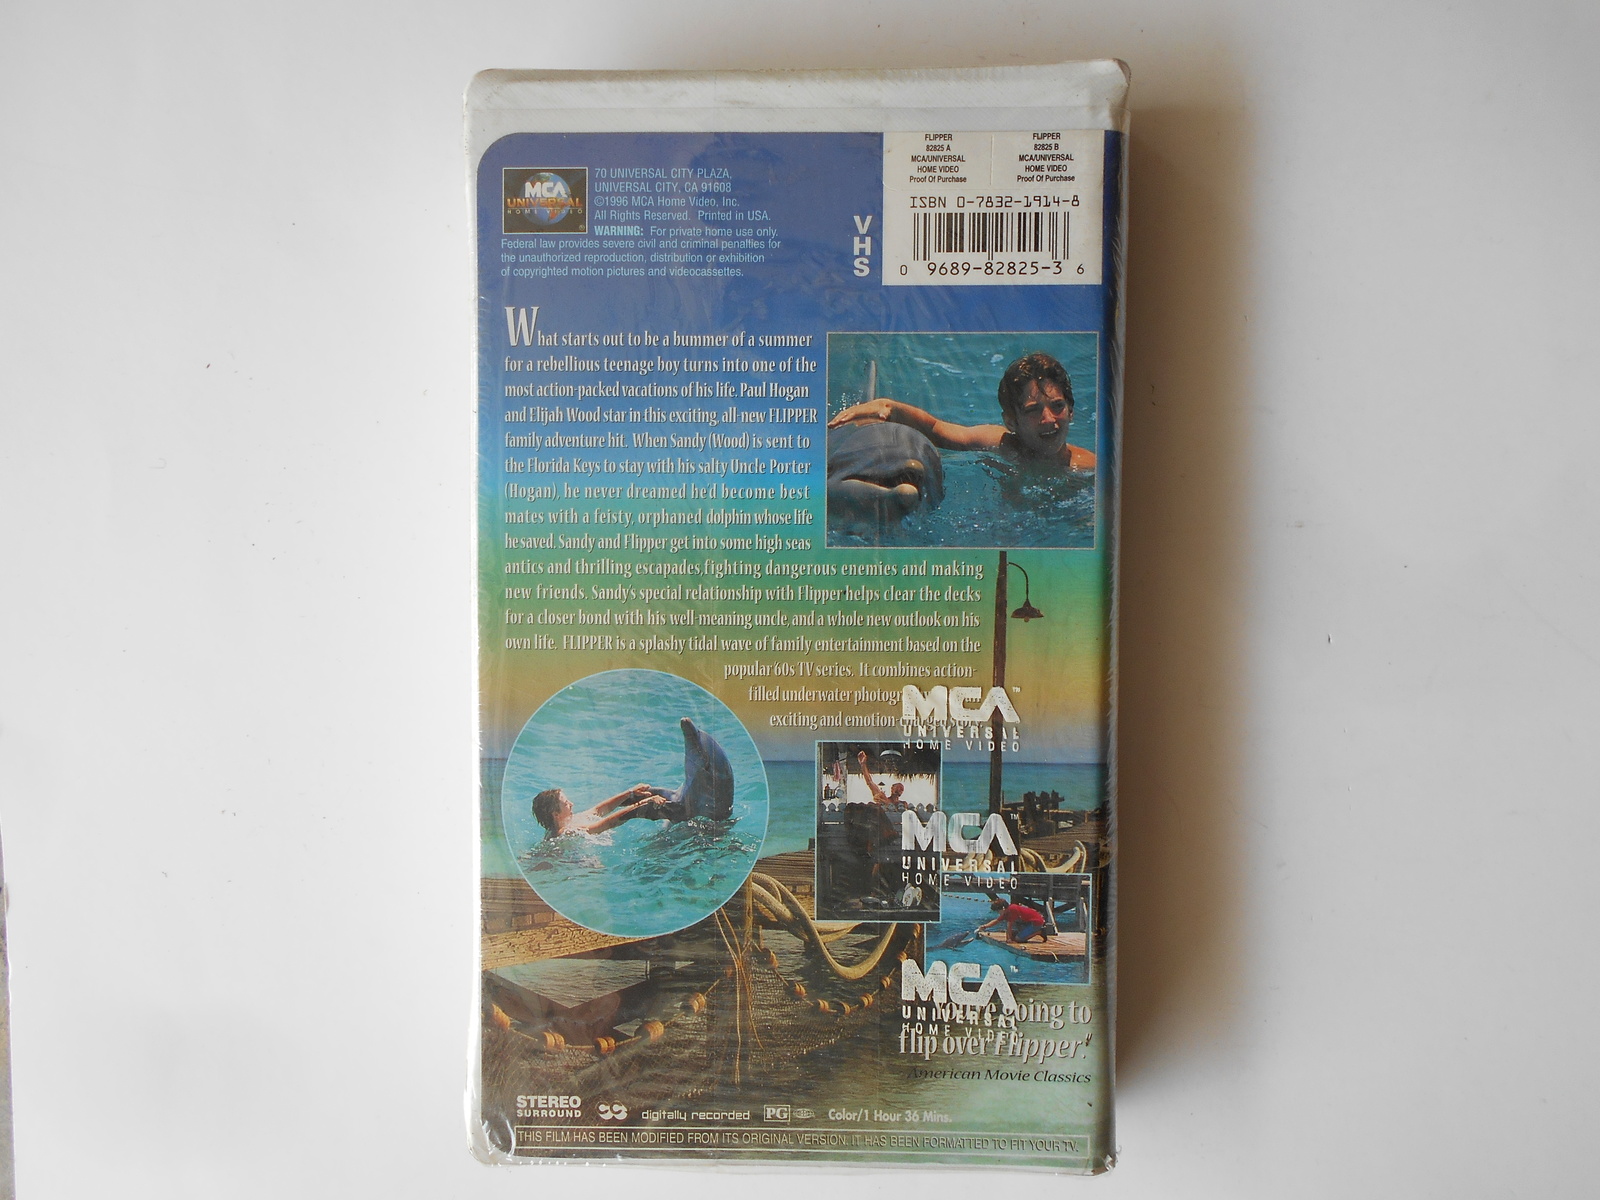 FLIPPER
82825 A
MCA/UNIVERSAL
HOME VIDEO
Proof Of Purchase
FLIPPER
82825 B
MCA/UNIVERSAL
HOME VIDEO
Proof Of Purchase
ISBN 0-7832-1914-8
0 9689-82825-3 6
VHS
MCA
UNIVERSAL
HOME VIDEO
70 UNIVERSAL CITY PLAZA,
UNIVERSAL CITY, CA 91608
©1996 MCA Home Video, Inc.
All Rights Reserved. Printed in USA.
WARNING: For private home use only.
Federal law provides severe civil and criminal penalties for
the unauthorized reproduction, distribution or exhibition
of copyrighted motion pictures and videocassettes.
What starts out to be a bummer of a summer
for a rebellious teenage boy turns into one of the
most action-packed vacations of his life. Paul Hogan
and Elijah Wood star in this exciting, all-new FLIPPER
family adventure hit. When Sandy (Wood) is sent to
the Florida Keys to stay with his salty Uncle Porter
(Hogan), he never dreamed he'd become best
mates with a feisty, orphaned dolphin whose life
he saved. Sandy and Flipper get into some high seas
antics and thrilling escapades, fighting dangerous enemies and making
new friends. Sandy's special relationship with Flipper helps clear the decks
for a closer bond with his well-meaning uncle, and a whole new outlook on his
own life. FLIPPER is a splashy tidal wave of family entertainment based on the
popular '60s TV series. It combines action-
filled underwater
exciting and emotion-charged story.
MCA™
UNIVERSAL
HOME VIDEO
MCA™
UNIVERSAL
HOME VIDEO
MCA™
UNIVERSAL
HOME VIDEO
"You're going to
flip over Flipper."
American Movie Classics
STEREO
SURROUND
digitally recorded
PG
Color/1 Hour 36 Mins.
THIS FILM HAS BEEN MODIFIED FROM ITS ORIGINAL VERSION. IT HAS BEEN FORMATTED TO FIT YOUR TV.